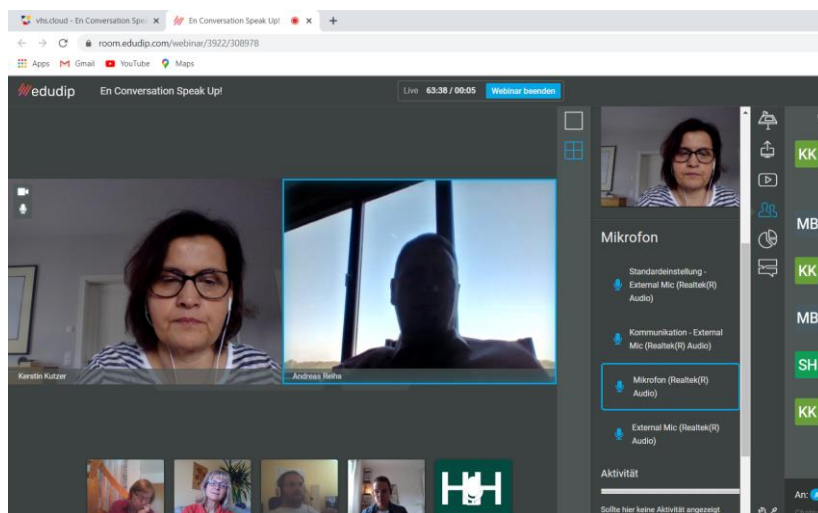 vhs.cloud - En Conversation Spe
En Conversation Speak Up!
room.edudip.com/webinar/3922/308978
Apps
Gmail
YouTube
Maps
edudip
En Conversation Speak Up!
Live 63:38 / 00:05
Webinar beenden
Kerstin Kutzer
Andreas Reiha
HH
Mikrofon
Standardeinstellung -
External Mic (Realtek(R)
Audio)
Kommunikation - External
Mic (Realtek(R) Audio)
Mikrofon (Realtek(R)
Audio)
External Mic (Realtek(R)
Audio)
Aktivität
Sollte hier keine Aktivität angezeigt
KK
MB
KK
MB
SH
KK
An: